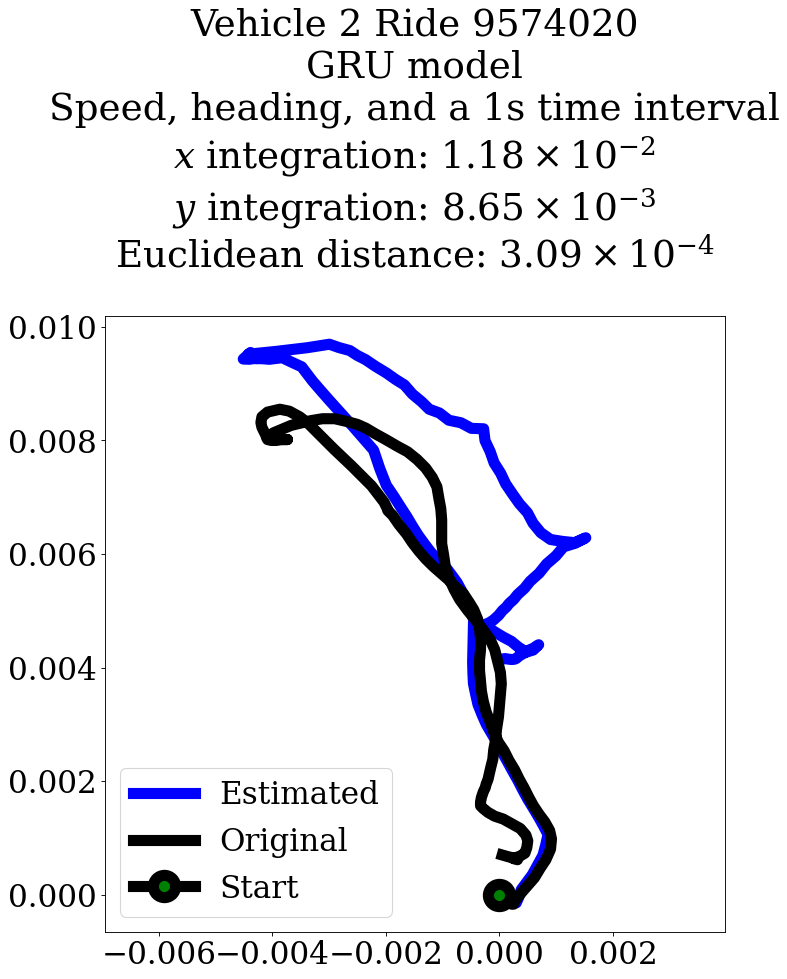 Vehicle 2 Ride 9574020
GRU model
Speed, heading, and a 1s time interval
x integration: 1.18 × 10⁻²
y integration: 8.65 × 10⁻³
Euclidean distance: 3.09 × 10⁻⁴
0.010
0.008
0.006
0.004
0.002
0.000
Estimated
Original
Start
−0.006 −0.004 −0.002 0.000 0.002